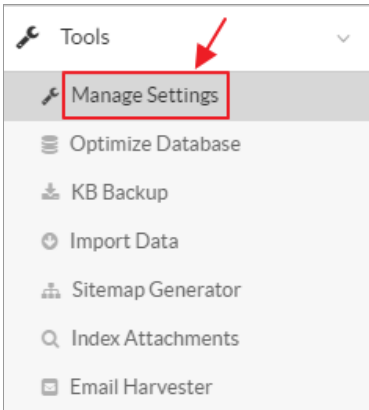 Tools
Manage Settings
Optimize Database
KB Backup
Import Data
Sitemap Generator
Index Attachments
Email Harvester